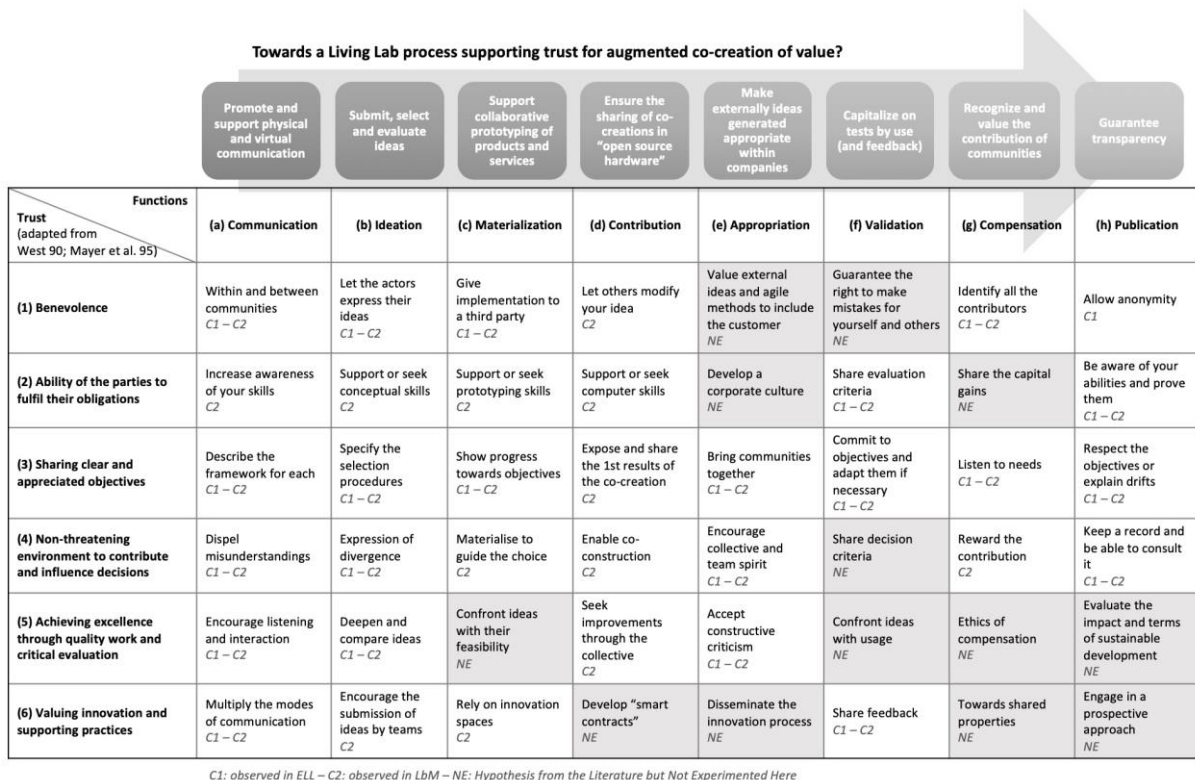 Towards a Living Lab process supporting trust for augmented co-creation of value?
Promote and
support physical
and virtual
communication
Submit, select
and evaluate
ideas
Support
collaborative
prototyping of
products and
services
Ensure the
sharing of co-
creations in
"open source
hardware"
Make
externally ideas
generated
appropriate
within
companies
Capitalize on
tests by use
(and feedback)
Recognize and
value the
contribution of
communities
Guarantee
transparency
Functions
Trust
(adapted from
West 90; Mayer et al. 95)
(a) Communication
(b) Ideation
(c) Materialization
(d) Contribution
(e) Appropriation
(f) Validation
(g) Compensation
(h) Publication
(1) Benevolence
Within and between
communities
C1 – C2
Let the actors
express their
ideas
C1 – C2
Give
implementation to
a third party
C1 – C2
Let others modify
your idea
C2
Value external
ideas and agile
methods to include
the customer
NE
Guarantee the
right to make
mistakes for
yourself and others
NE
Identify all the
contributors
C1 – C2
Allow anonymity
C1
(2) Ability of the parties to
fulfil their obligations
Increase awareness
of your skills
C2
Support or seek
conceptual skills
C2
Support or seek
prototyping skills
C2
Support or seek
computer skills
C2
Develop a
corporate culture
NE
Share evaluation
criteria
C1 – C2
Share the capital
gains
NE
Be aware of your
abilities and prove
them
C1 – C2
(3) Sharing clear and
appreciated objectives
Describe the
framework for each
C1 – C2
Specify the
selection
procedures
C1 – C2
Show progress
towards objectives
C1 – C2
Expose and share
the 1st results of
the co-creation
C2
Bring communities
together
C1 – C2
Commit to
objectives and
adapt them if
necessary
C1 – C2
Listen to needs
C1 – C2
Respect the
objectives or
explain drifts
C1 – C2
(4) Non-threatening
environment to contribute
and influence decisions
Dispel
misunderstandings
C1 – C2
Expression of
divergence
C1 – C2
Materialise to
guide the choice
C2
Enable co-
construction
C2
Encourage
collective and
team spirit
C1 – C2
Share decision
criteria
NE
Reward the
contribution
C2
Keep a record and
be able to consult
it
C1 – C2
(5) Achieving excellence
through quality work and
critical evaluation
Encourage listening
and interaction
C1 – C2
Deepen and
compare ideas
C1 – C2
Confront ideas
with their
feasibility
NE
Seek
improvements
through the
collective
C2
Accept
constructive
criticism
C1 – C2
Confront ideas
with usage
NE
Ethics of
compensation
NE
Evaluate the
impact and terms
of sustainable
development
NE
(6) Valuing innovation and
supporting practices
Multiply the modes
of communication
C1 – C2
Encourage the
submission of
ideas by teams
C2
Rely on innovation
spaces
C2
Develop "smart
contracts"
NE
Disseminate the
innovation process
NE
Share feedback
C1 – C2
Towards shared
properties
NE
Engage in a
prospective
approach
NE
C1: observed in ELL – C2: observed in LbM – NE: Hypothesis from the Literature but Not Experimented Here